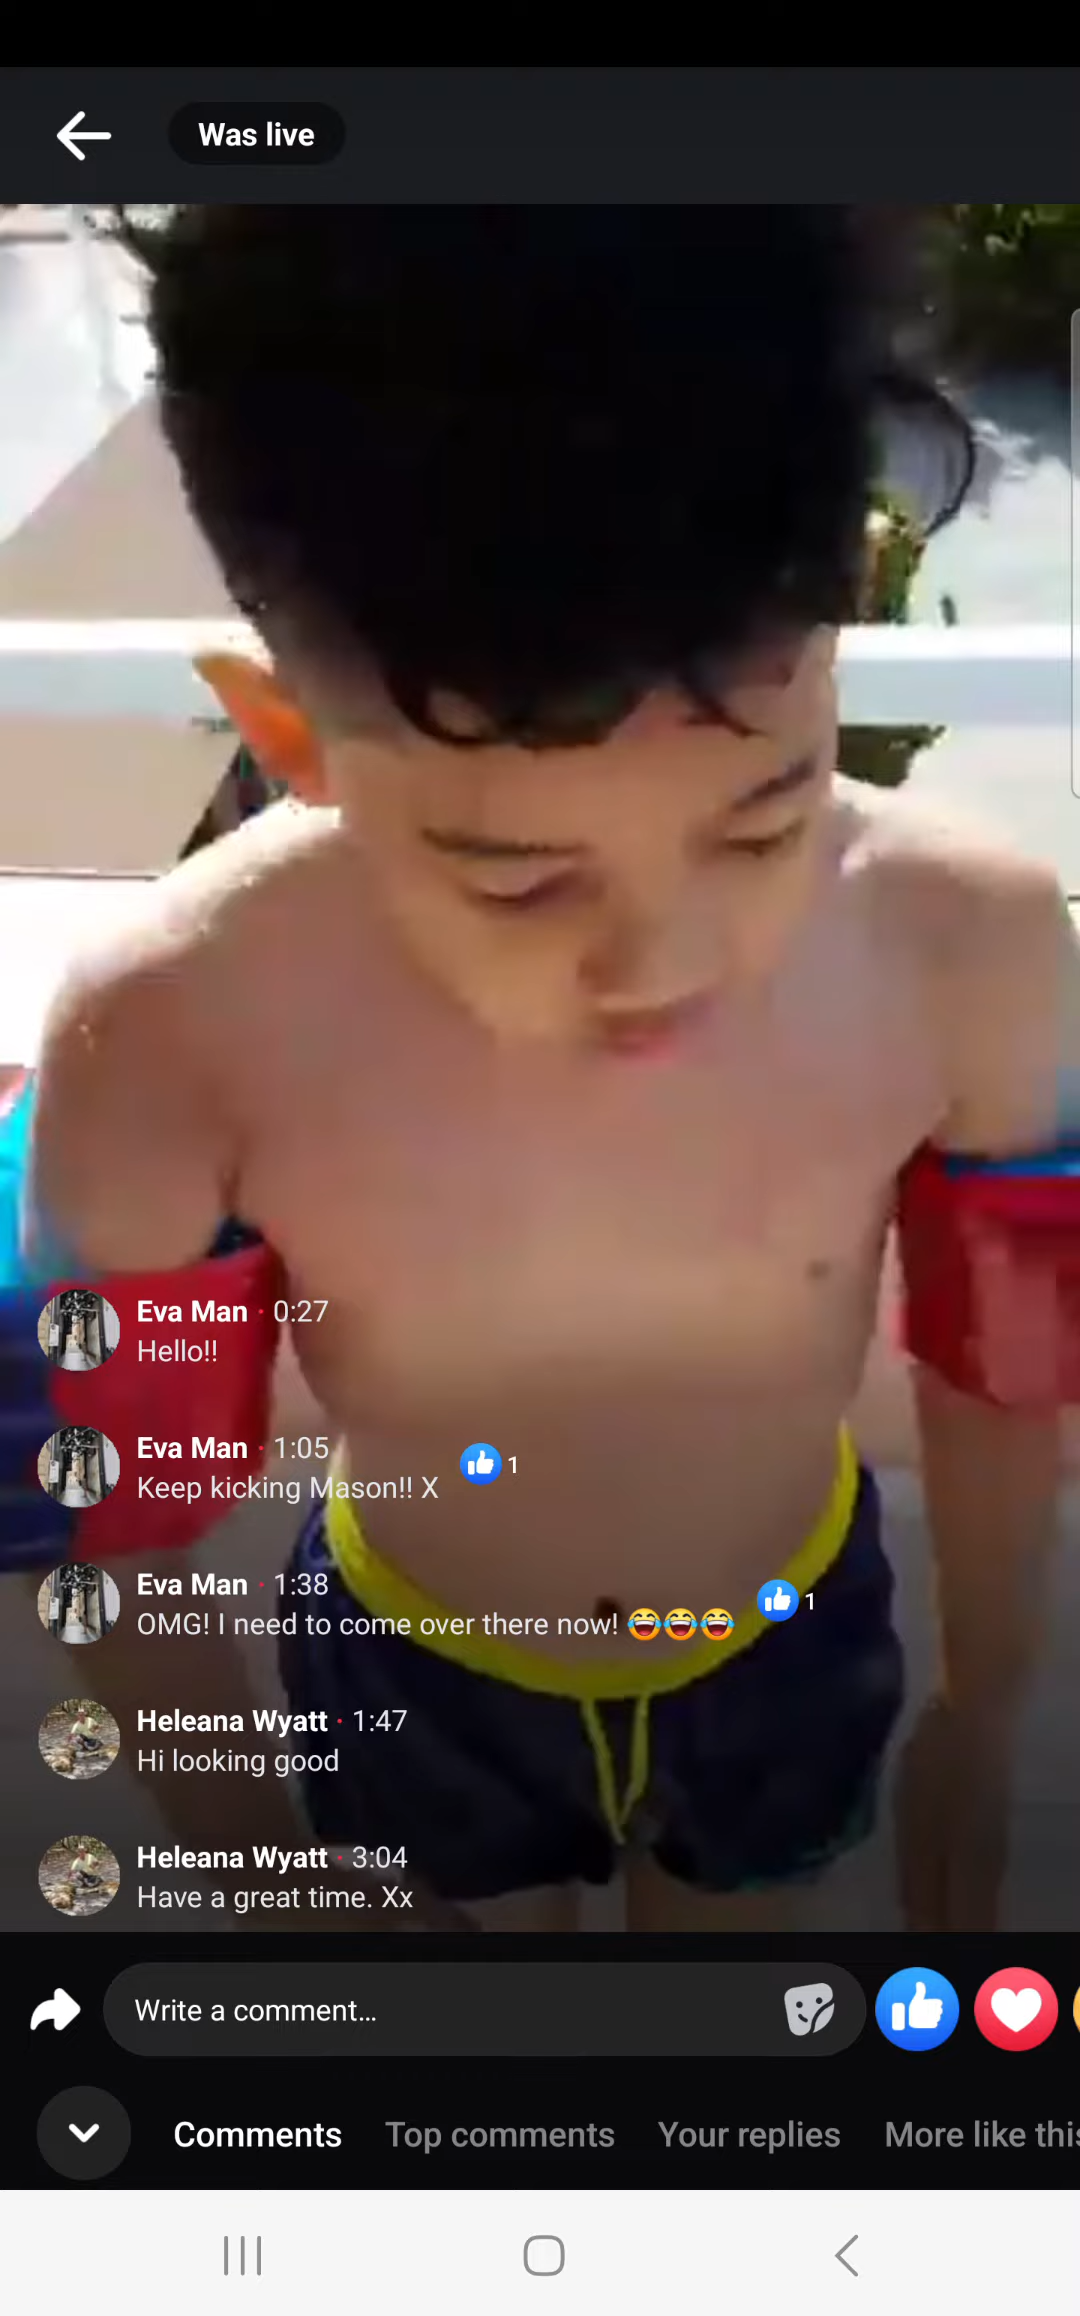 Was live
Eva Man · 0:27
Hello!!
Eva Man · 1:05
1
Keep kicking Mason!! X
Eva Man · 1:38
1
OMG! I need to come over there now! 😂😂😂
Heleana Wyatt · 1:47
Hi looking good
Heleana Wyatt · 3:04
Have a great time. Xx
Write a comment...
Comments Top comments Your replies More like this